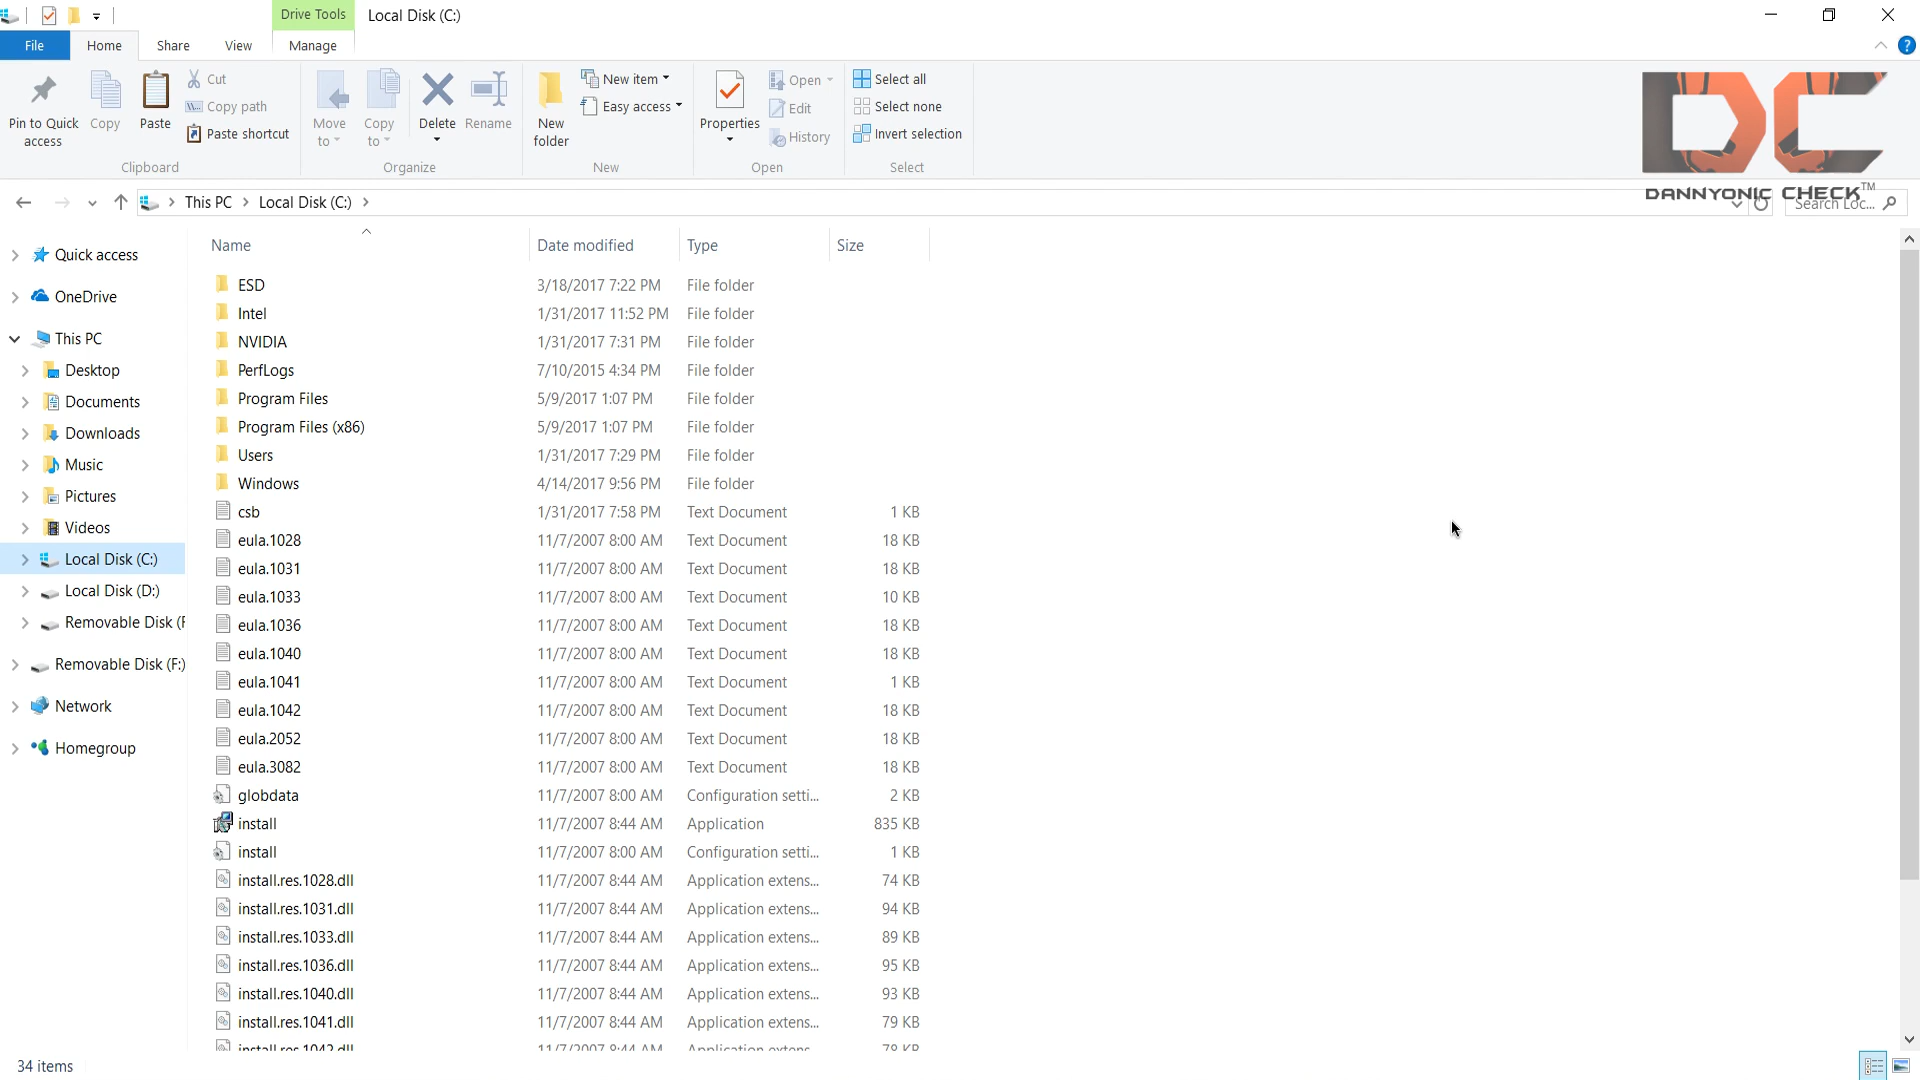 Drive Tools
Local Disk (C:)
File
Home
Share
View
Manage
Pin to Quick access
Copy
Paste
Cut
Copy path
Paste shortcut
Clipboard
Move to
Copy to
Delete
Rename
Organize
New folder
New item
Easy access
New
Properties
Open
Edit
History
Open
Select all
Select none
Invert selection
Select
DC
DANNYONIC CHECK™
This PC
Local Disk (C:)
Search Loc...
Quick access
OneDrive
This PC
Desktop
Documents
Downloads
Music
Pictures
Videos
Local Disk (C:)
Local Disk (D:)
Removable Disk (F
Removable Disk (F:)
Network
Homegroup
Name Date modified Type Size
ESD 3/18/2017 7:22 PM File folder
Intel 1/31/2017 11:52 PM File folder
NVIDIA 1/31/2017 7:31 PM File folder
PerfLogs 7/10/2015 4:34 PM File folder
Program Files 5/9/2017 1:07 PM File folder
Program Files (x86) 5/9/2017 1:07 PM File folder
Users 1/31/2017 7:29 PM File folder
Windows 4/14/2017 9:56 PM File folder
csb 1/31/2017 7:58 PM Text Document 1 KB
eula.1028 11/7/2007 8:00 AM Text Document 18 KB
eula.1031 11/7/2007 8:00 AM Text Document 18 KB
eula.1033 11/7/2007 8:00 AM Text Document 10 KB
eula.1036 11/7/2007 8:00 AM Text Document 18 KB
eula.1040 11/7/2007 8:00 AM Text Document 18 KB
eula.1041 11/7/2007 8:00 AM Text Document 1 KB
eula.1042 11/7/2007 8:00 AM Text Document 18 KB
eula.2052 11/7/2007 8:00 AM Text Document 18 KB
eula.3082 11/7/2007 8:00 AM Text Document 18 KB
globdata 11/7/2007 8:00 AM Configuration setti... 2 KB
install 11/7/2007 8:44 AM Application 835 KB
install 11/7/2007 8:00 AM Configuration setti... 1 KB
install.res.1028.dll 11/7/2007 8:44 AM Application extens... 74 KB
install.res.1031.dll 11/7/2007 8:44 AM Application extens... 94 KB
install.res.1033.dll 11/7/2007 8:44 AM Application extens... 89 KB
install.res.1036.dll 11/7/2007 8:44 AM Application extens... 95 KB
install.res.1040.dll 11/7/2007 8:44 AM Application extens... 93 KB
install.res.1041.dll 11/7/2007 8:44 AM Application extens... 79 KB
install.res.1042.dll 11/7/2007 8:44 AM Application extens... 78 KB
34 items